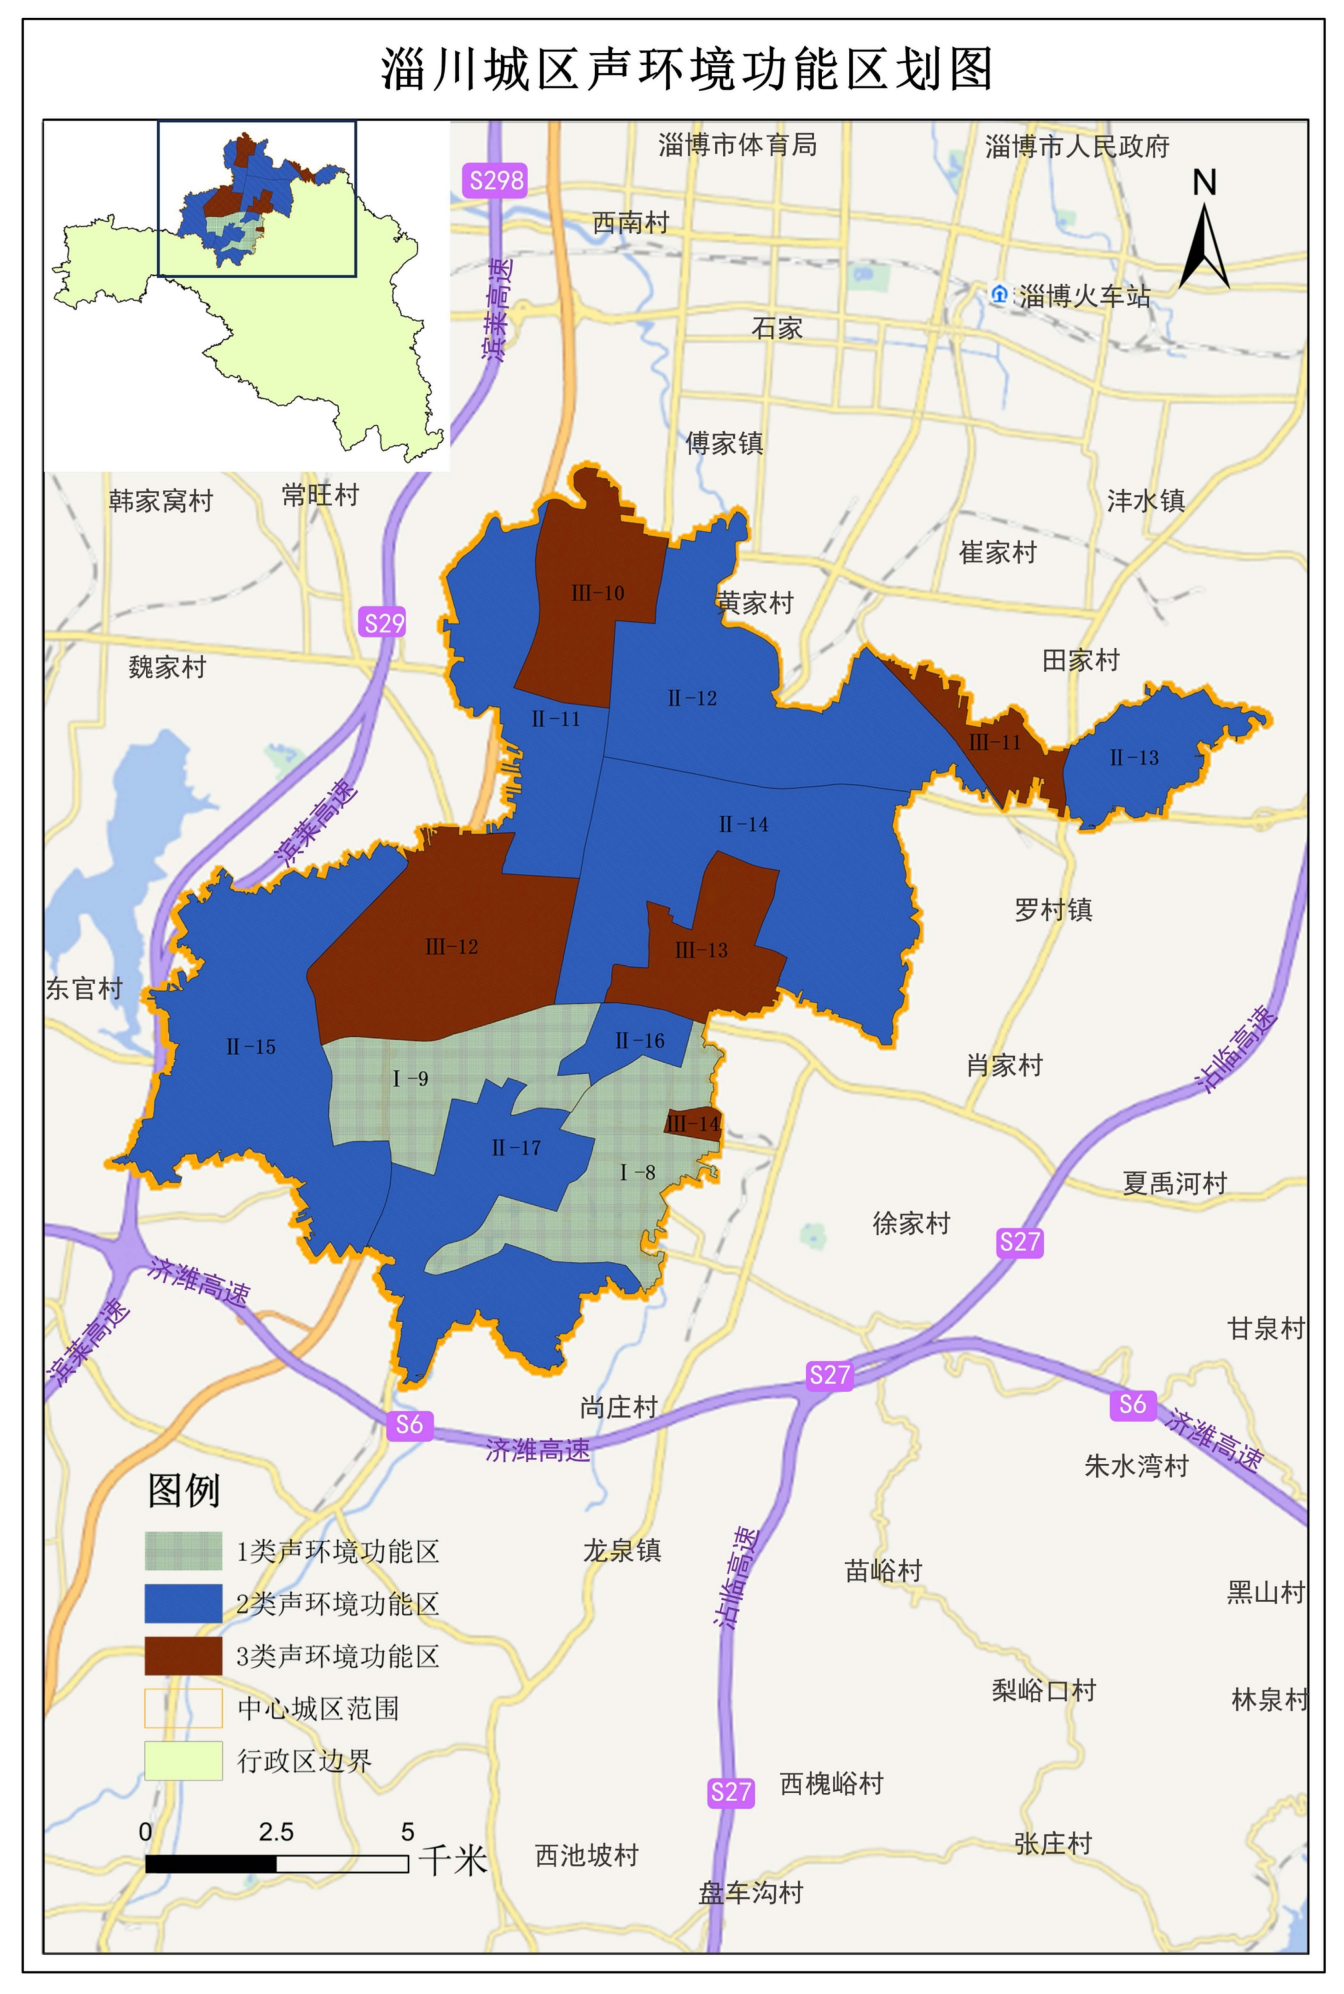 淄川城区声环境功能区划图
S298
淄博市体育局
淄博市人民政府
N
西南村
滨莱高速
淄博火车站
石家
傅家镇
韩家窝村
常旺村
沣水镇
崔家村
III-10
黄家村
S29
魏家村
田家村
II-12
II-11
III-11
II-13
滨莱高速
II-14
罗村镇
III-12
III-13
东官村
II-15
II-16
肖家村
沾临高速
I-9
III-14
II-17
I-8
夏禹河村
徐家村
S27
济潍高速
滨莱高速
甘泉村
S27
S6
尚庄村
S6
济潍高速
济潍高速
朱水湾村
图例
1类声环境功能区
2类声环境功能区
3类声环境功能区
中心城区范围
行政区边界
龙泉镇
沾临高速
苗峪村
黑山村
梨峪口村
林泉村
S27
西槐峪村
0 2.5 5
千米
西池坡村
张庄村
盘车沟村